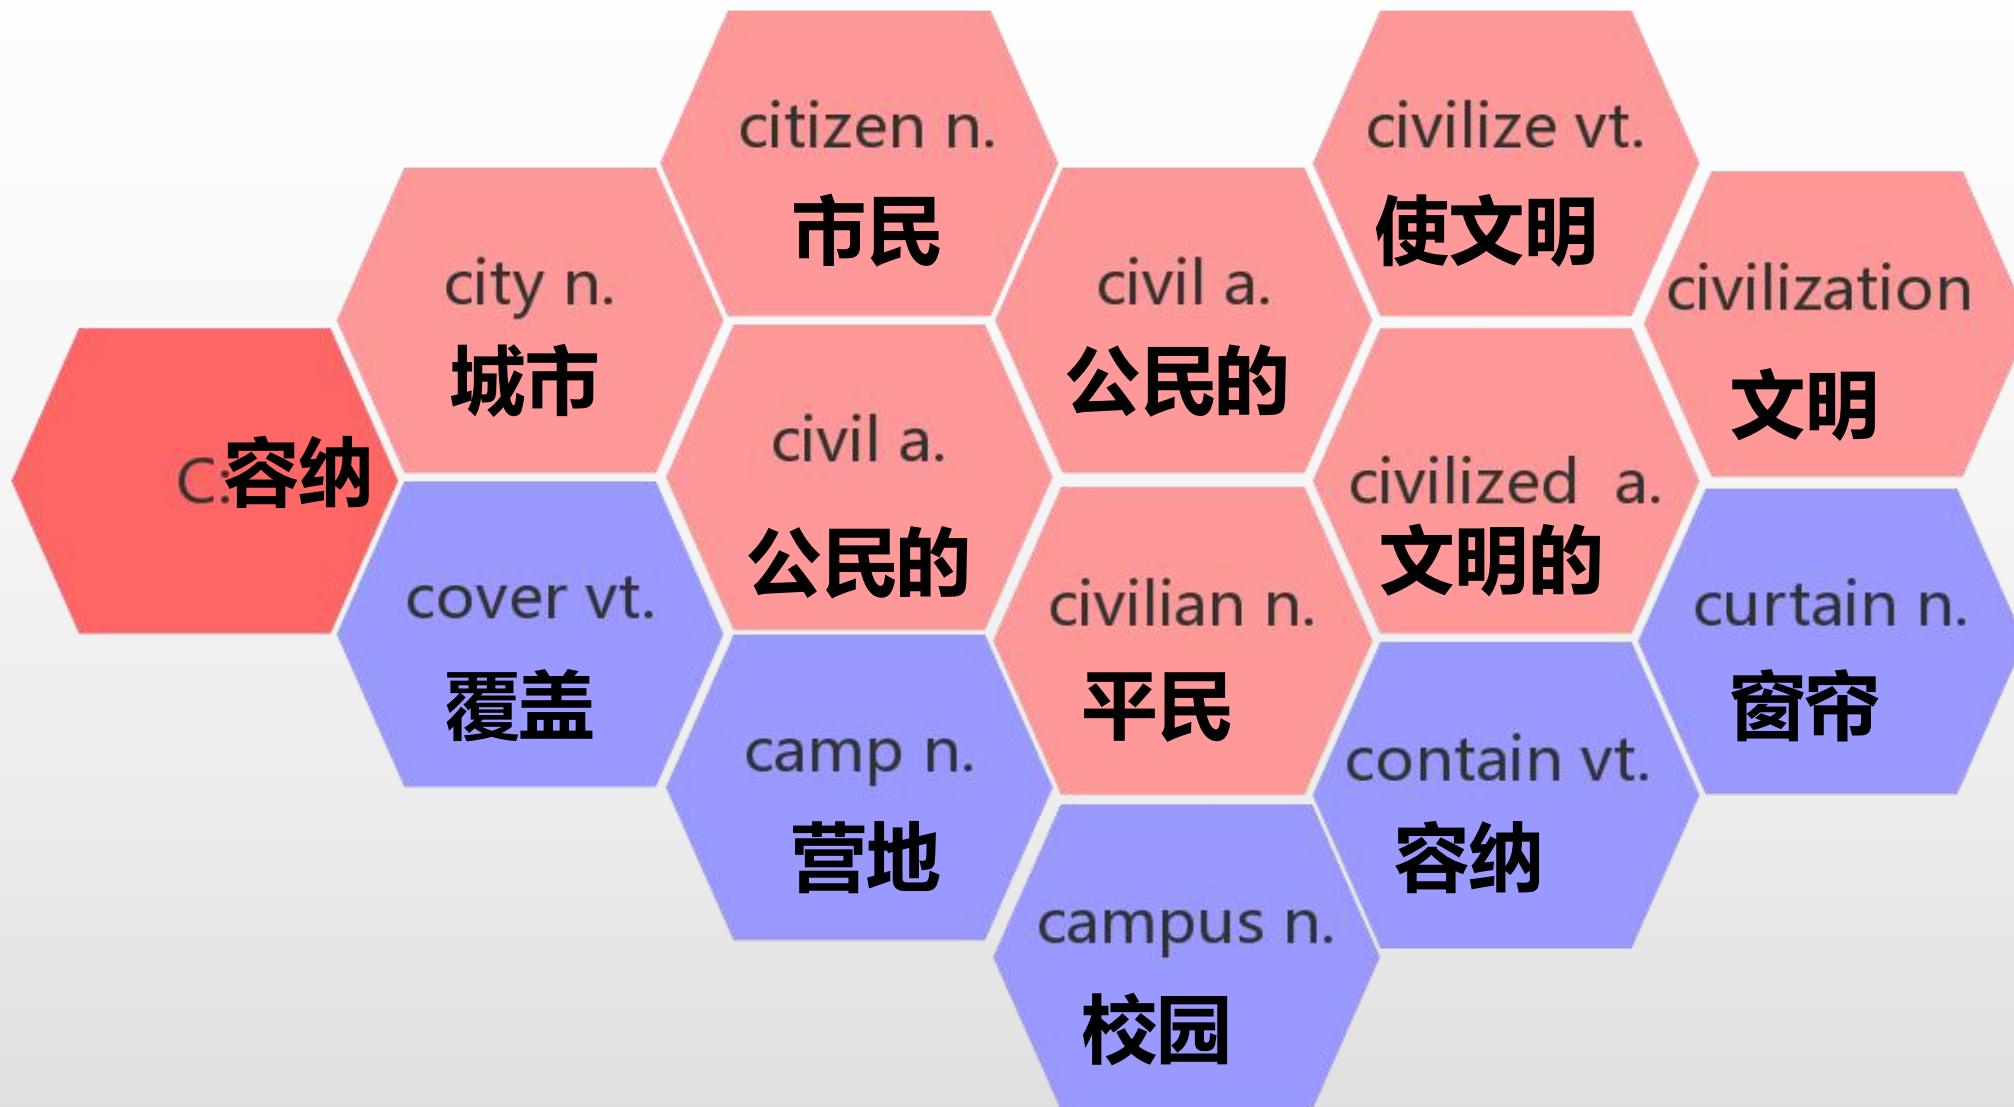 citizen n.
市民
civilize vt.
使文明
city n.
城市
civil a.
公民的
civilization
文明
C:容纳
civil a.
公民的
civilized  a.
文明的
cover vt.
覆盖
civilian n.
平民
curtain n.
窗帘
camp n.
营地
contain vt.
容纳
campus n.
校园